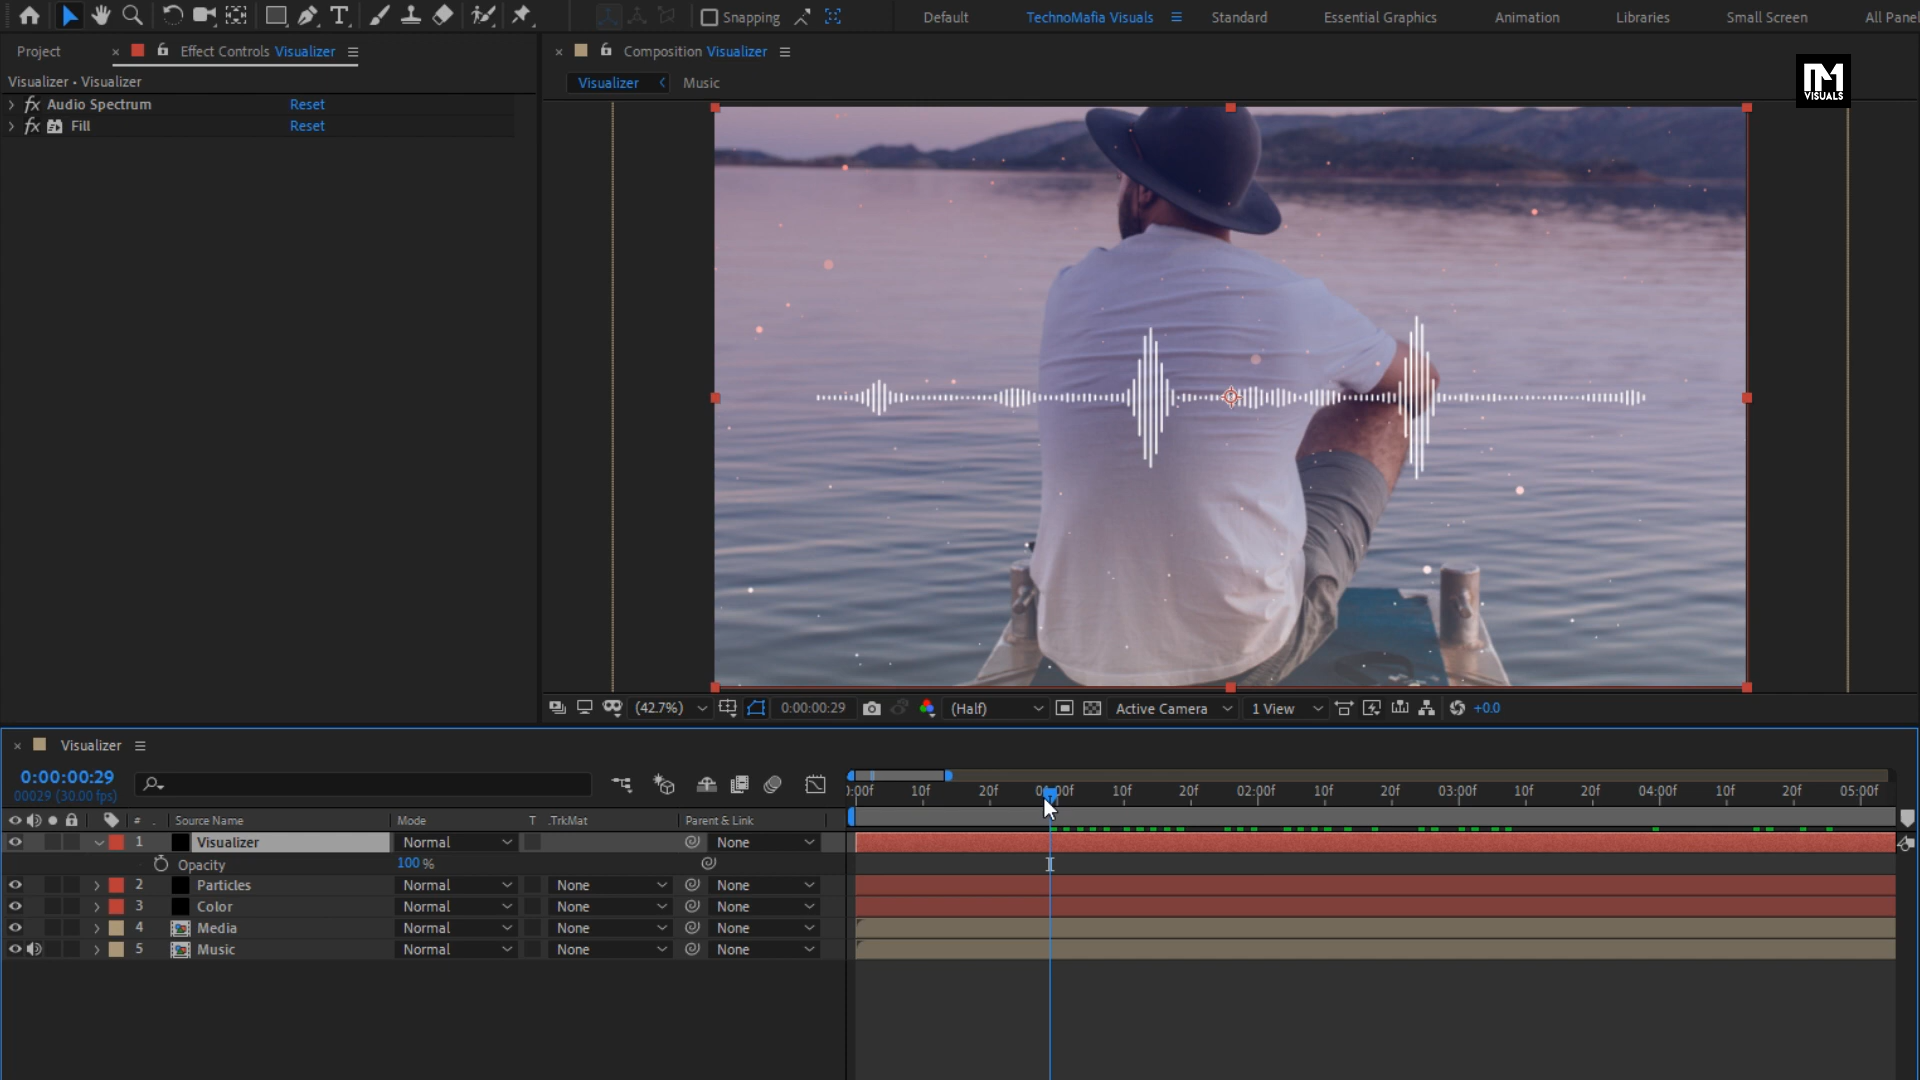 Snapping
Default
TechnoMafia Visuals
Standard
Essential Graphics
Animation
Libraries
Small Screen
All Panel
Project
Effect Controls Visualizer
Composition Visualizer
Visualizer • Visualizer
Visualizer
Music
VISUALS
fx Audio Spectrum Reset
fx Fill Reset
(42.7%)
0:00:00:29
(Half)
Active Camera
1 View
+0.0
Visualizer
0:00:00:29
00029 (30.00 fps)
:00f 10f 20f 01:00f 10f 20f 02:00f 10f 20f 03:00f 10f 20f 04:00f 10f 20f 05:00f
# Source Name Mode T .TrkMat Parent & Link
1 Visualizer Normal None
Opacity 100 %
2 Particles Normal None None
3 Color Normal None None
4 Media Normal None None
5 Music Normal None None